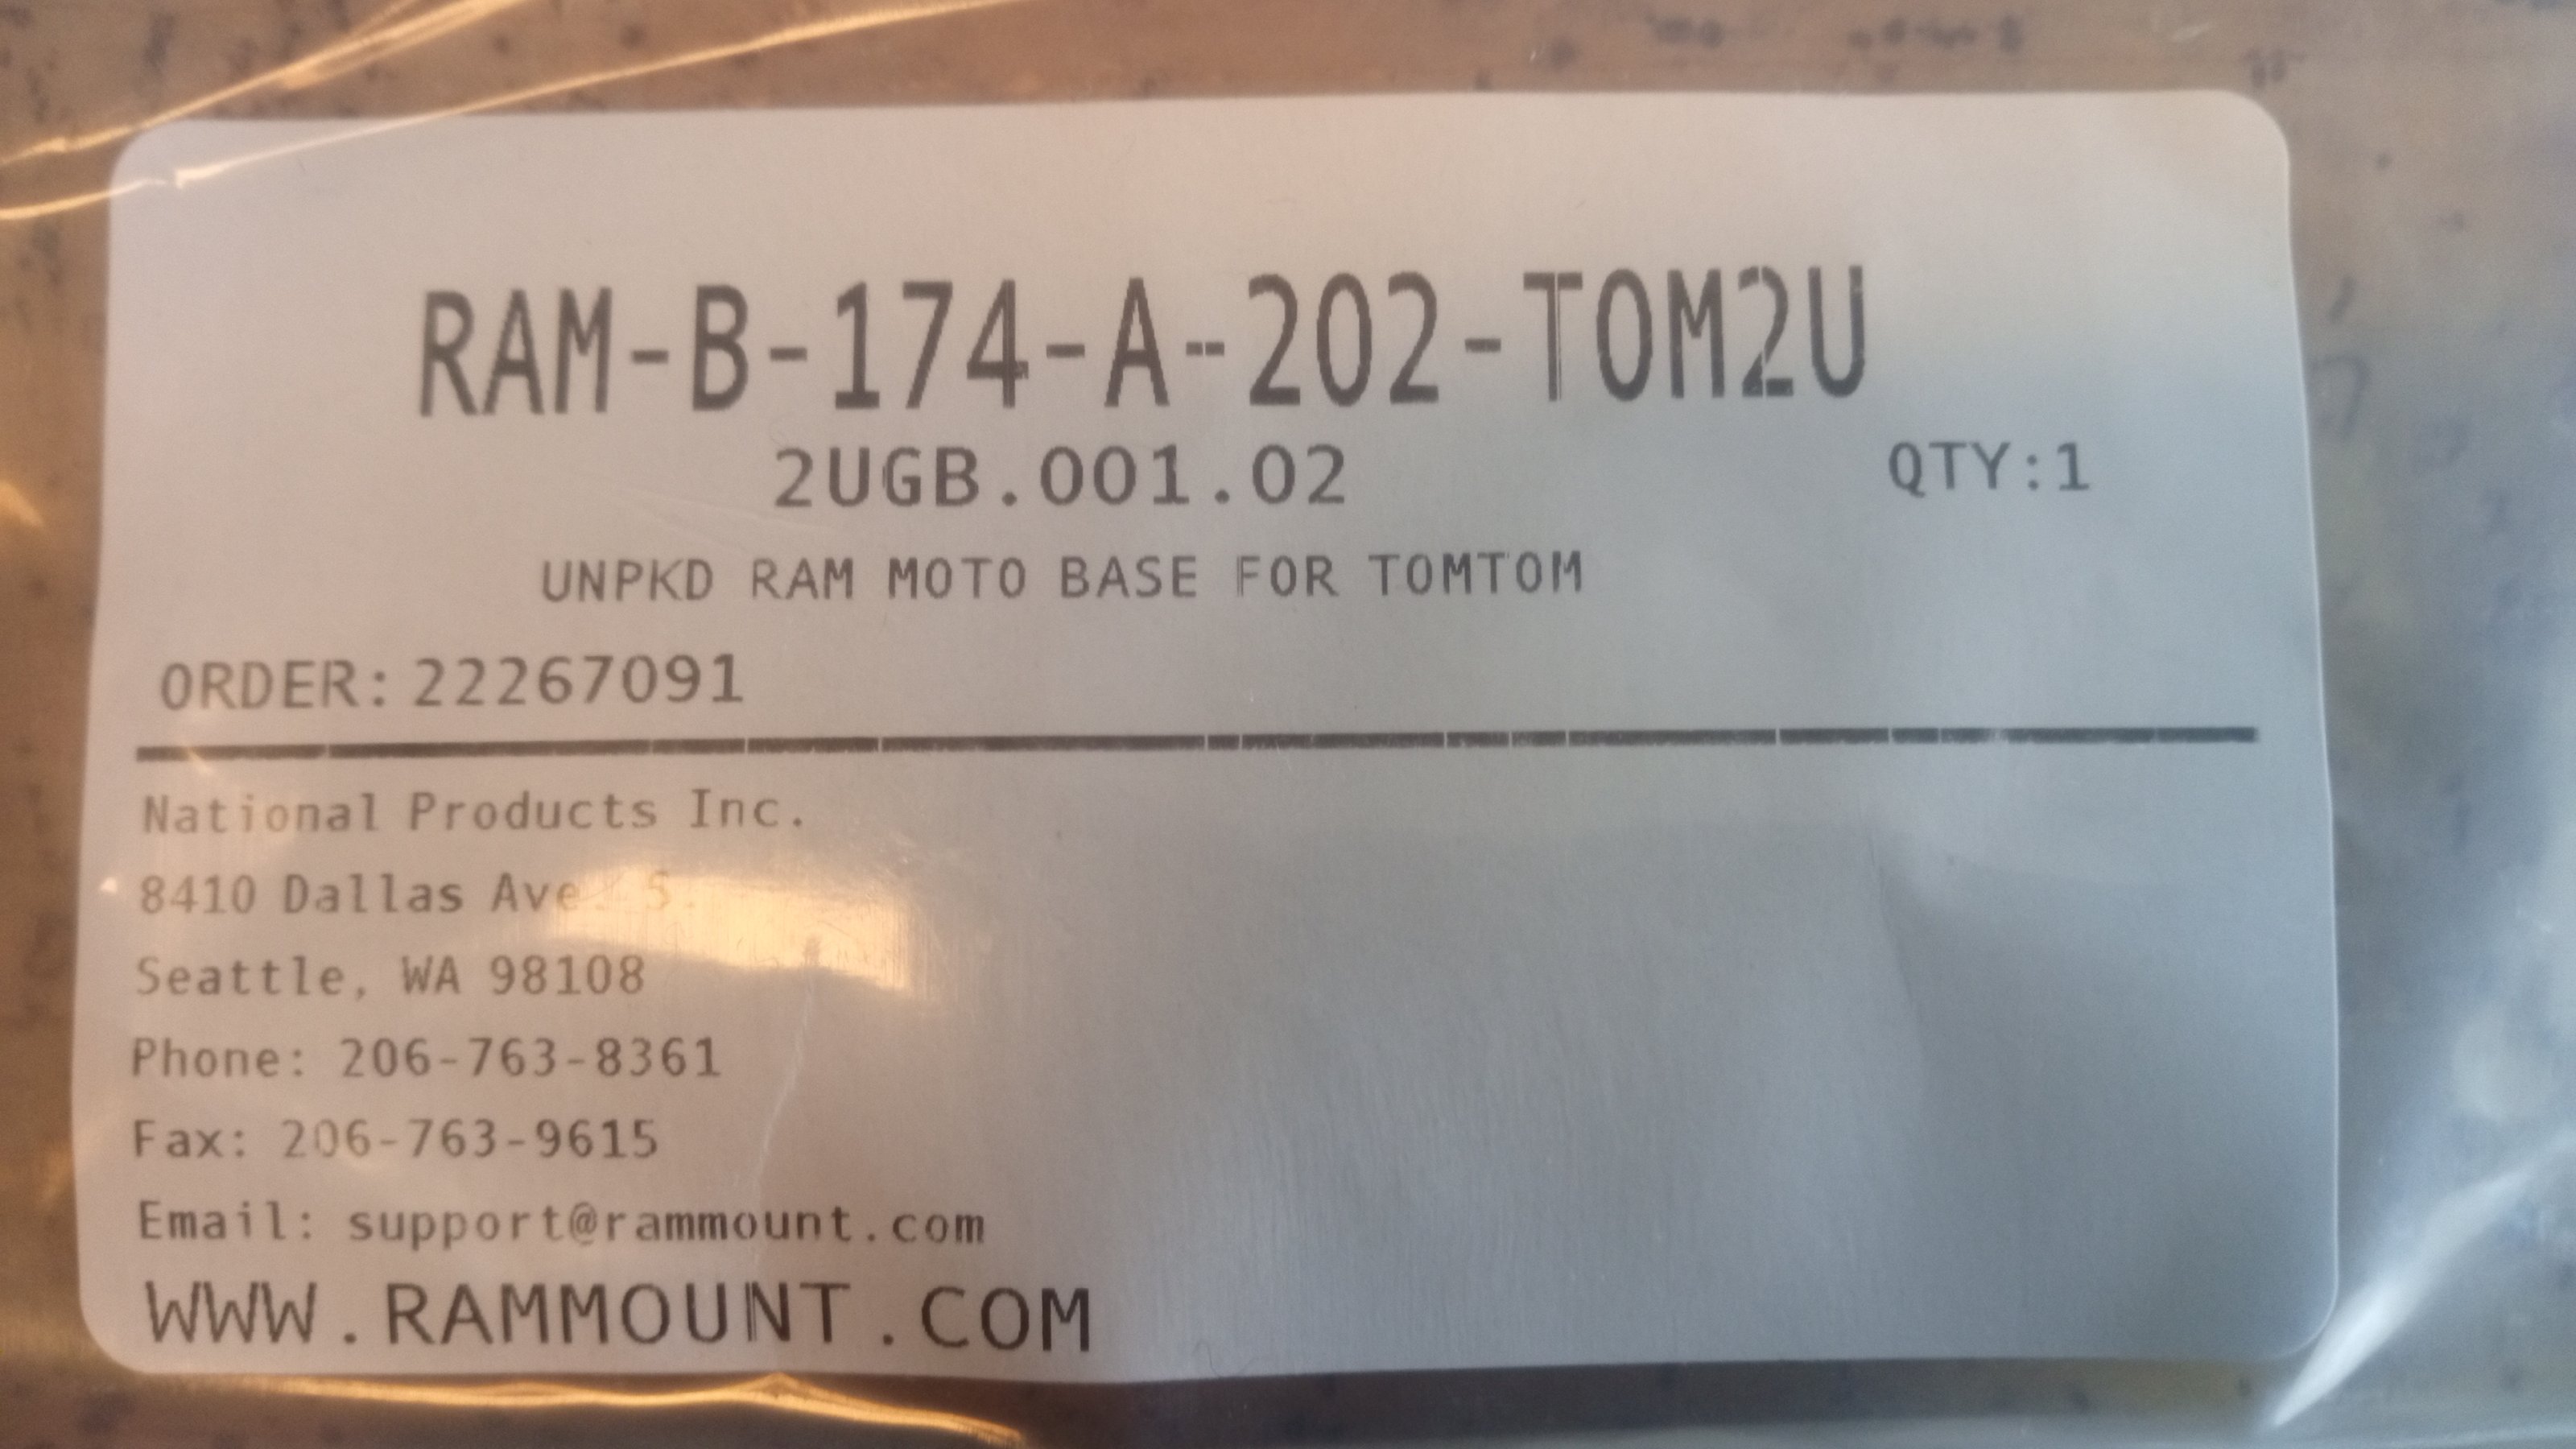 RAM-B-174-A-202-TOM2U
2UGB.001.02 QTY:1
UNPKD RAM MOTO BASE FOR TOMTOM
ORDER: 22267091
National Products Inc.
8410 Dallas Ave S.
Seattle, WA 98108
Phone: 206-763-8361
Fax: 206-763-9615
Email: support@rammount.com
WWW.RAMMOUNT.COM